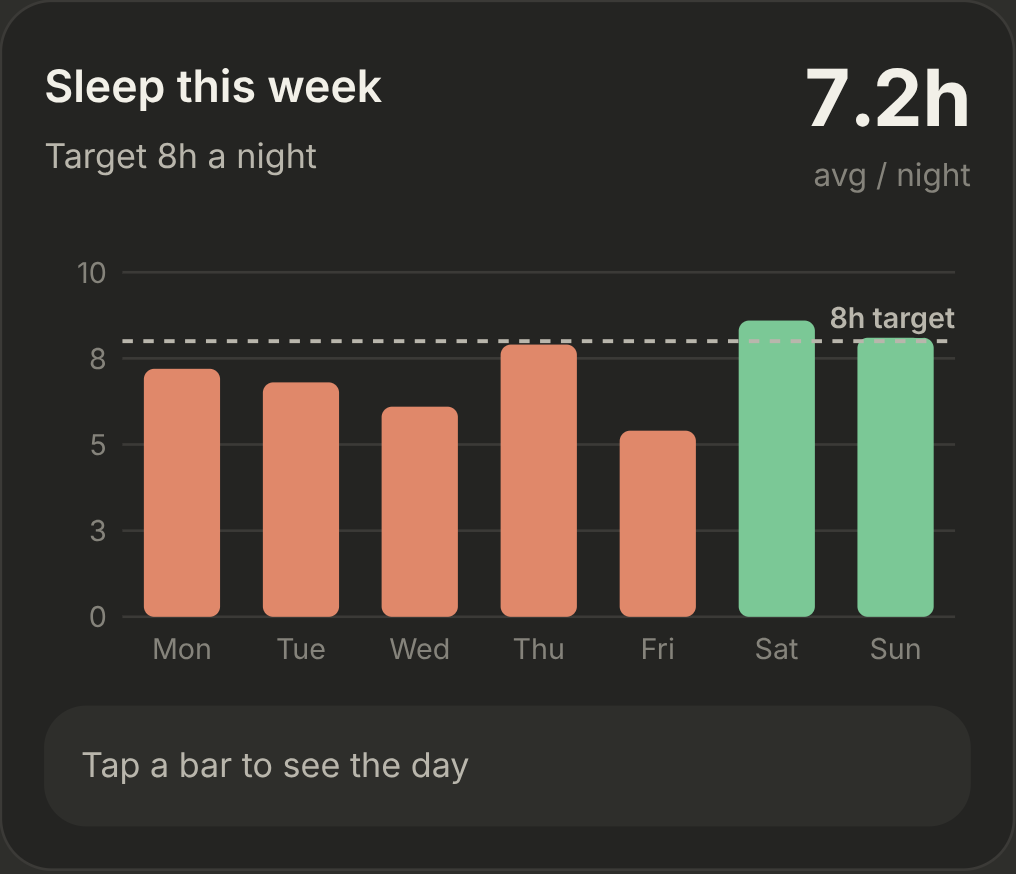 Sleep this week
7.2h
Target 8h a night
avg / night
10
8h target
8
5
3
0
Mon Tue Wed Thu Fri Sat Sun
Tap a bar to see the day